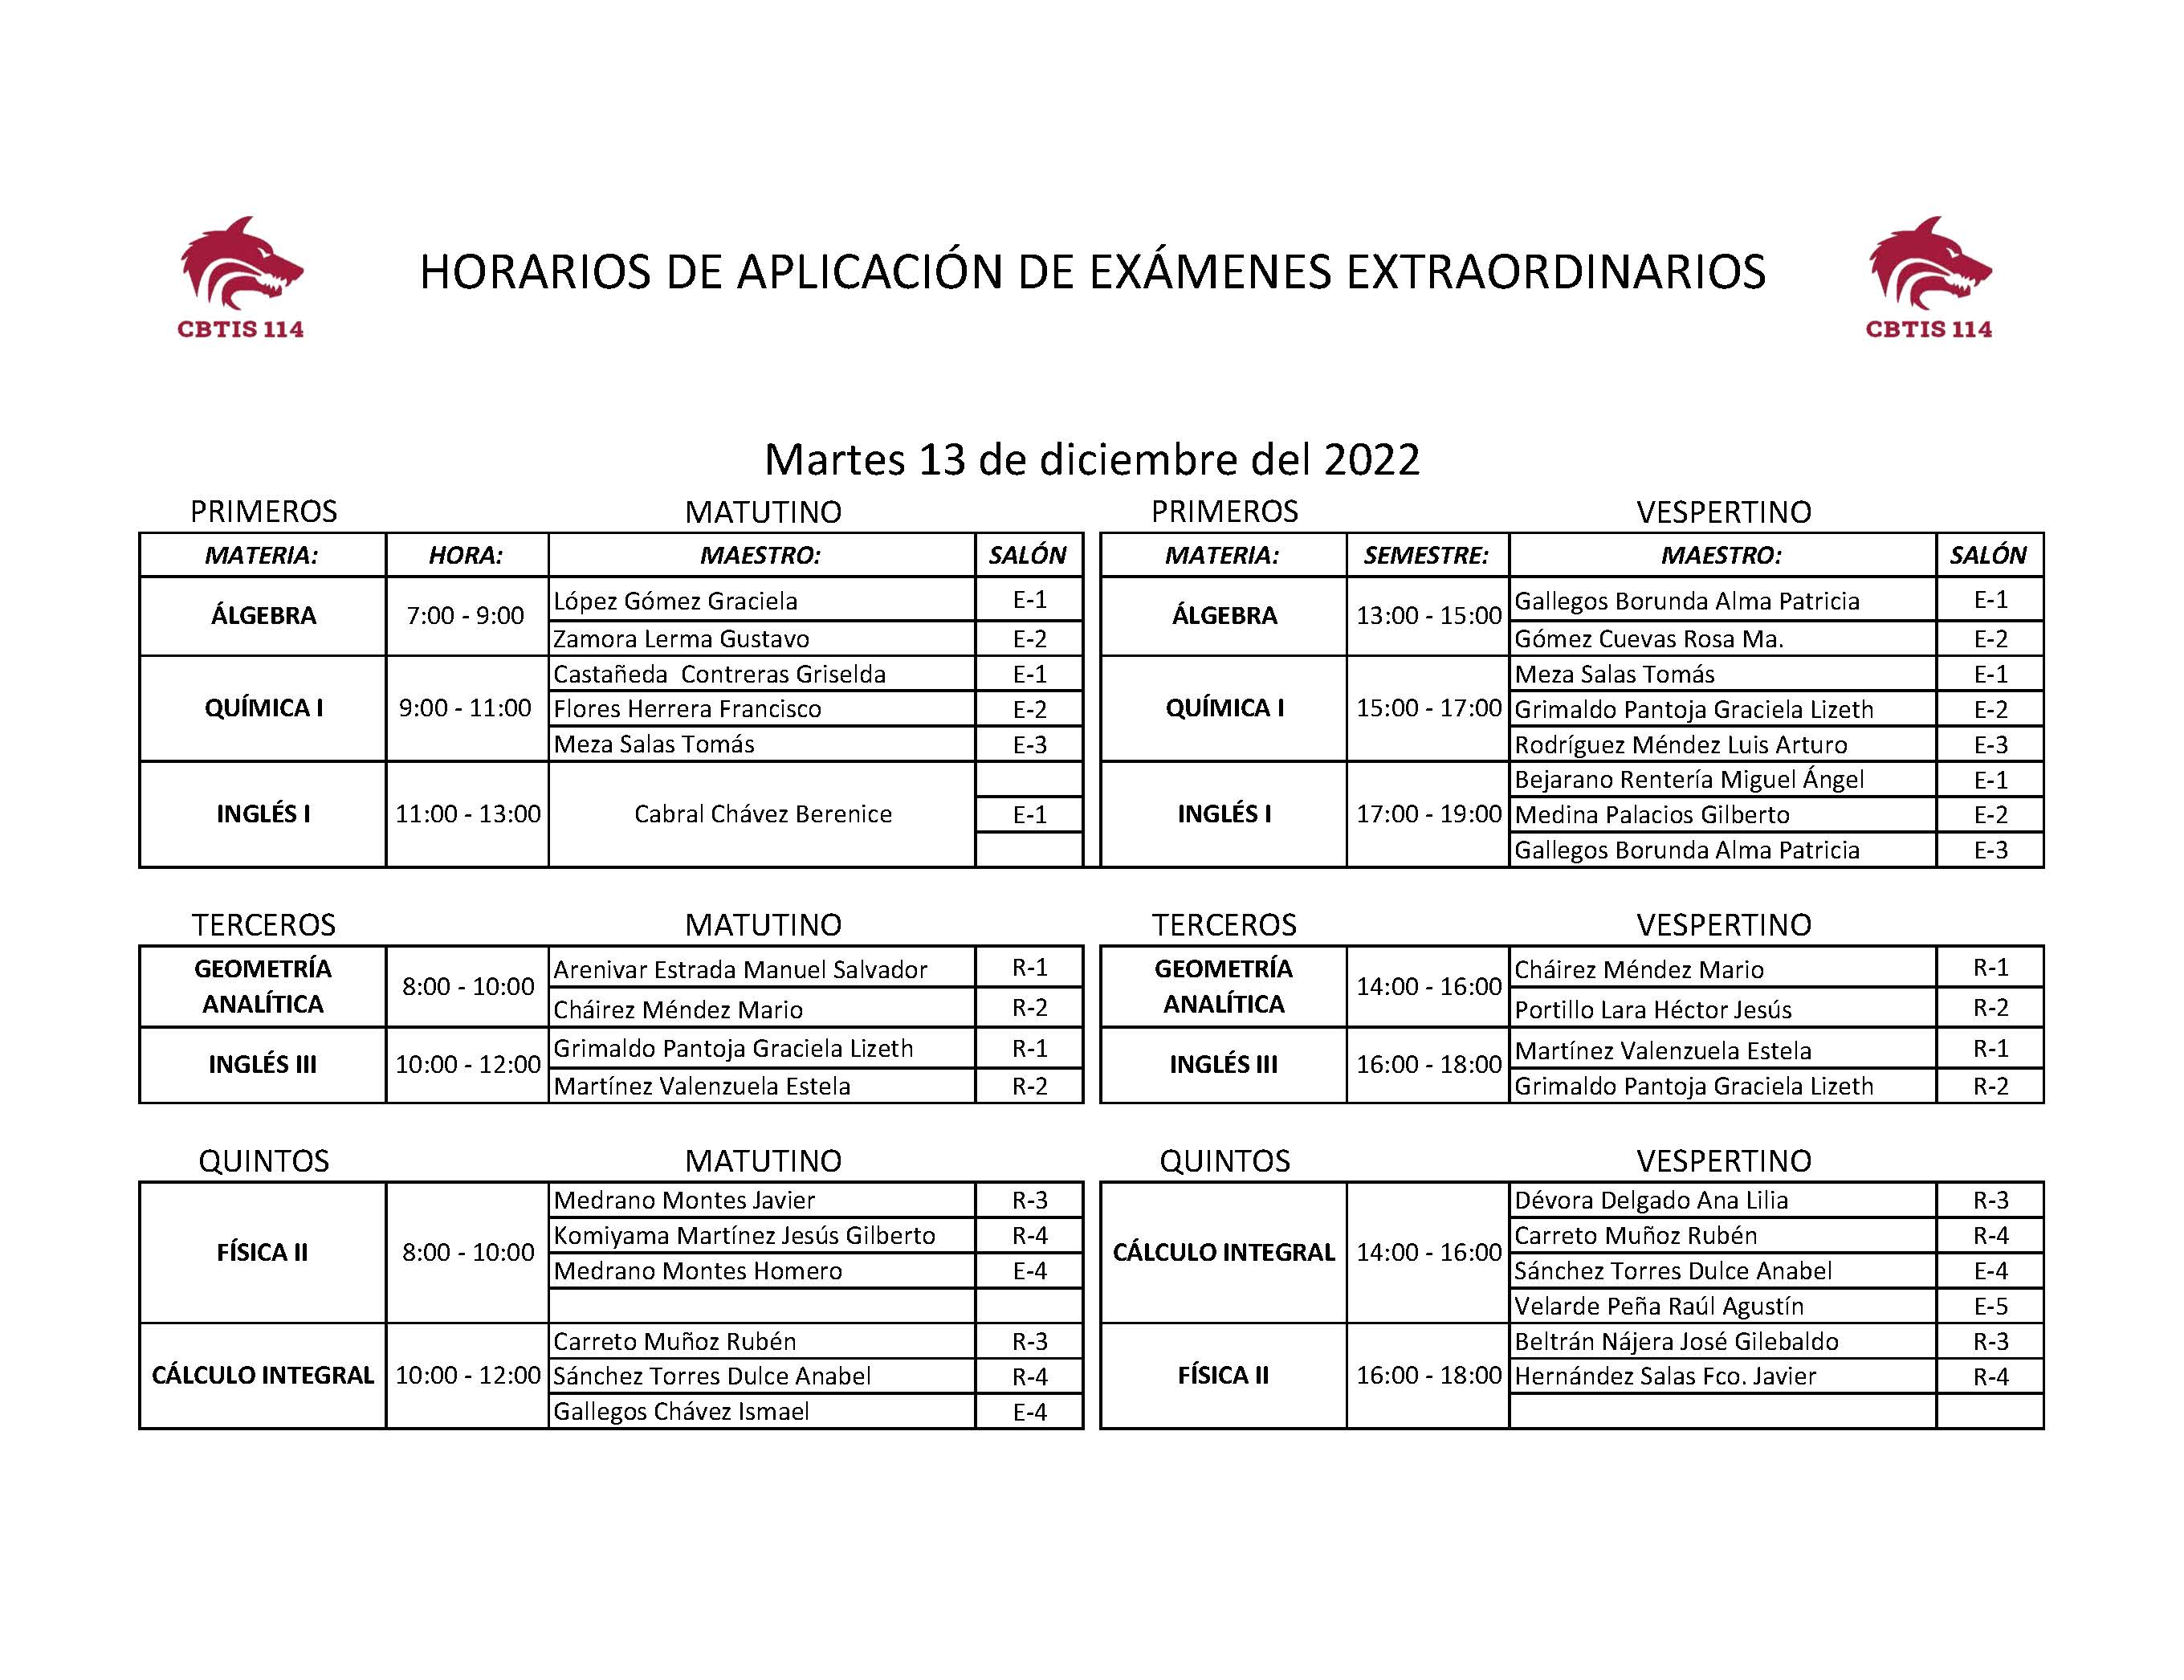 CBTIS 114
HORARIOS DE APLICACIÓN DE EXÁMENES EXTRAORDINARIOS
CBTIS 114
Martes 13 de diciembre del 2022
PRIMEROS MATUTINO
MATERIA: HORA: MAESTRO: SALÓN
ÁLGEBRA 7:00 - 9:00
López Gómez Graciela E-1
Zamora Lerma Gustavo E-2
QUÍMICA I 9:00 - 11:00
Castañeda  Contreras Griselda E-1
Flores Herrera Francisco E-2
Meza Salas Tomás E-3
INGLÉS I 11:00 - 13:00 Cabral Chávez Berenice E-1
PRIMEROS VESPERTINO
MATERIA: SEMESTRE: MAESTRO: SALÓN
ÁLGEBRA 13:00 - 15:00
Gallegos Borunda Alma Patricia E-1
Gómez Cuevas Rosa Ma. E-2
QUÍMICA I 15:00 - 17:00
Meza Salas Tomás E-1
Grimaldo Pantoja Graciela Lizeth E-2
Rodríguez Méndez Luis Arturo E-3
INGLÉS I 17:00 - 19:00
Bejarano Rentería Miguel Ángel E-1
Medina Palacios Gilberto E-2
Gallegos Borunda Alma Patricia E-3
TERCEROS MATUTINO
GEOMETRÍA
ANALÍTICA
8:00 - 10:00
Arenivar Estrada Manuel Salvador R-1
Cháirez Méndez Mario R-2
INGLÉS III 10:00 - 12:00
Grimaldo Pantoja Graciela Lizeth R-1
Martínez Valenzuela Estela R-2
TERCEROS VESPERTINO
GEOMETRÍA
ANALÍTICA
14:00 - 16:00
Cháirez Méndez Mario R-1
Portillo Lara Héctor Jesús R-2
INGLÉS III 16:00 - 18:00
Martínez Valenzuela Estela R-1
Grimaldo Pantoja Graciela Lizeth R-2
QUINTOS MATUTINO
FÍSICA II 8:00 - 10:00
Medrano Montes Javier R-3
Komiyama Martínez Jesús Gilberto R-4
Medrano Montes Homero E-4
CÁLCULO INTEGRAL 10:00 - 12:00
Carreto Muñoz Rubén R-3
Sánchez Torres Dulce Anabel R-4
Gallegos Chávez Ismael E-4
QUINTOS VESPERTINO
CÁLCULO INTEGRAL 14:00 - 16:00
Dévora Delgado Ana Lilia R-3
Carreto Muñoz Rubén R-4
Sánchez Torres Dulce Anabel E-4
Velarde Peña Raúl Agustín E-5
FÍSICA II 16:00 - 18:00
Beltrán Nájera José Gilebaldo R-3
Hernández Salas Fco. Javier R-4